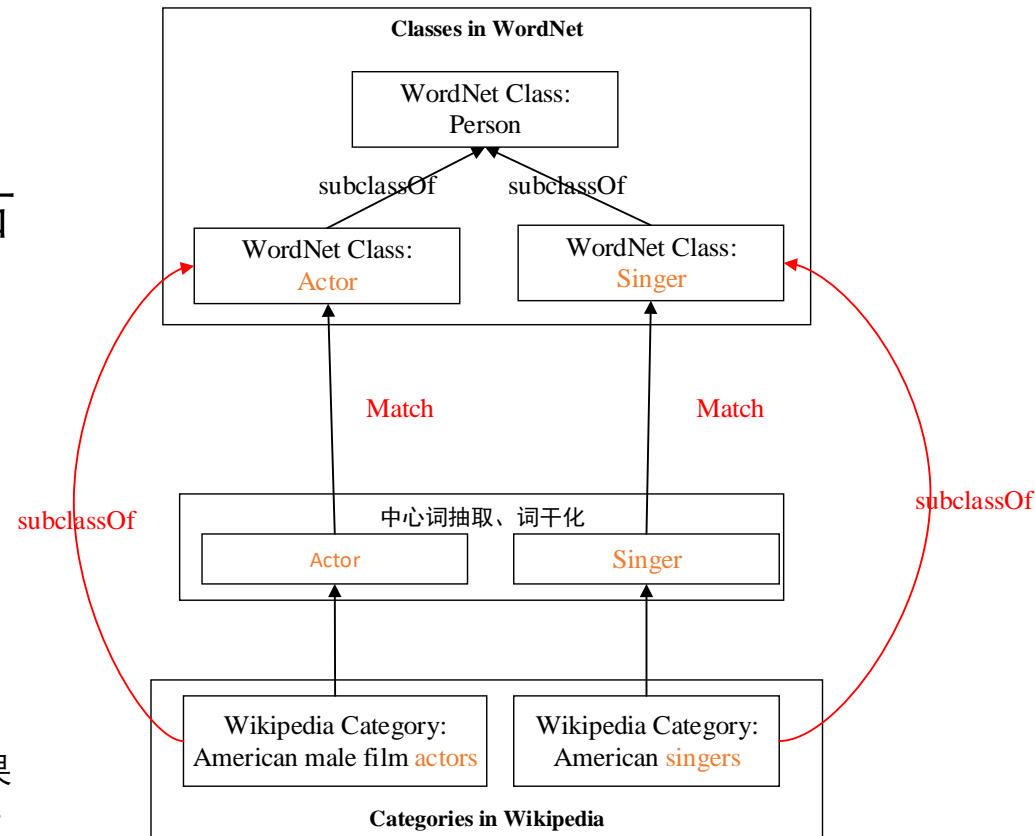 Classes in WordNet
WordNet Class:
Person
subclassOf
subclassOf
WordNet Class:
Actor
WordNet Class:
Singer
Match
Match
subclassOf
subclassOf
中心词抽取、词干化
Actor
Singer
Wikipedia Category:
American male film actors
Wikipedia Category:
American singers
果
Categories in Wikipedia